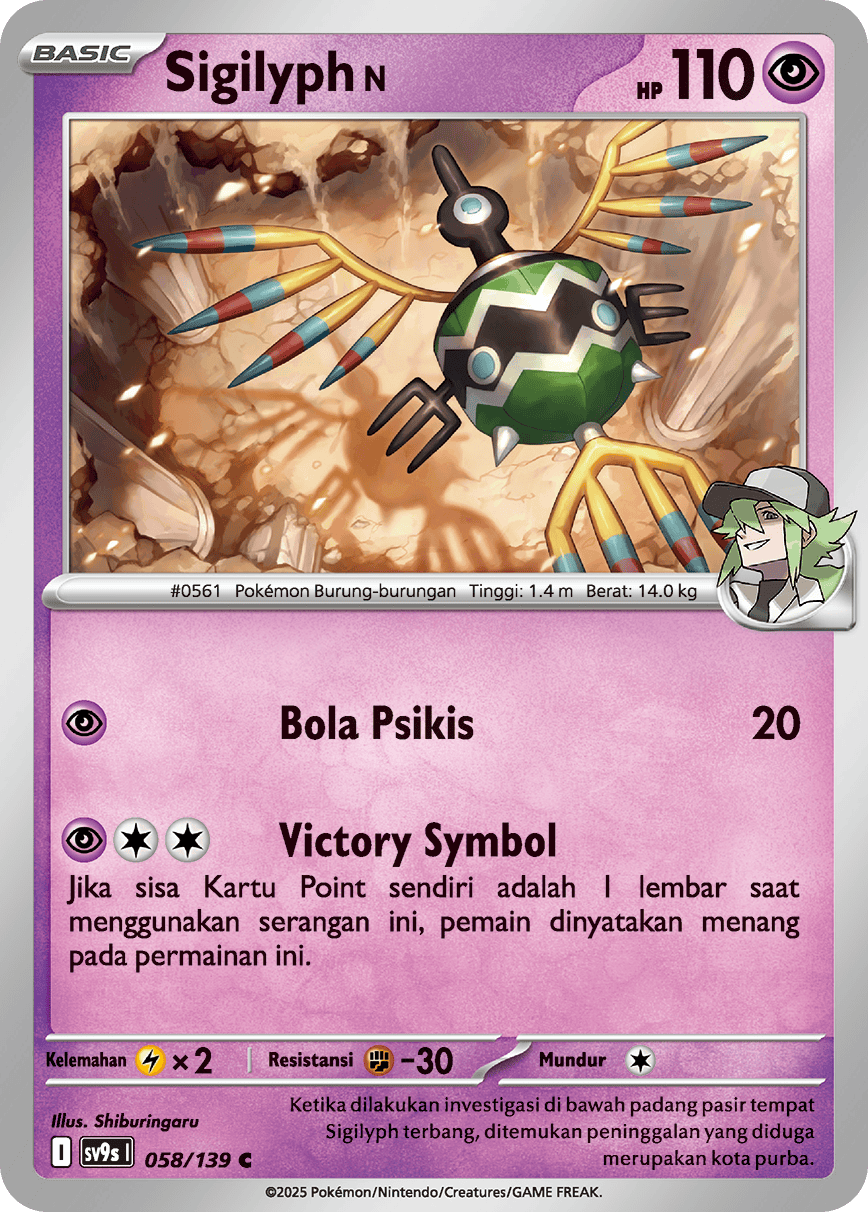 BASIC
Sigilyph N
HP 110
#0561 Pokémon Burung-burungan Tinggi: 1.4 m Berat: 14.0 kg
Bola Psikis 20
Victory Symbol
Jika sisa Kartu Point sendiri adalah 1 lembar saat
menggunakan serangan ini, pemain dinyatakan menang
pada permainan ini.
Kelemahan ×2 Resistansi -30 Mundur
Illus. Shiburingaru
Ketika dilakukan investigasi di bawah padang pasir tempat
Sigilyph terbang, ditemukan peninggalan yang diduga
merupakan kota purba.
I sv9s I 058/139 C
©2025 Pokémon/Nintendo/Creatures/GAME FREAK.